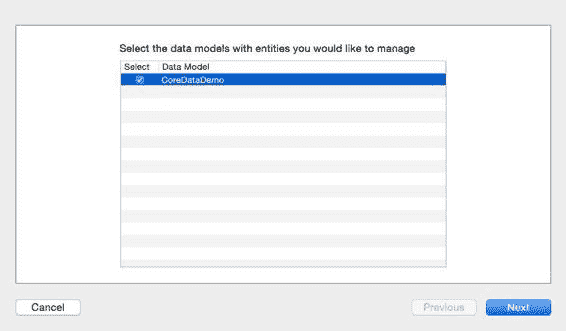 Select the data models with entities you would like to manage
Select Data Model
CoreDataDemo
Cancel Previous Next